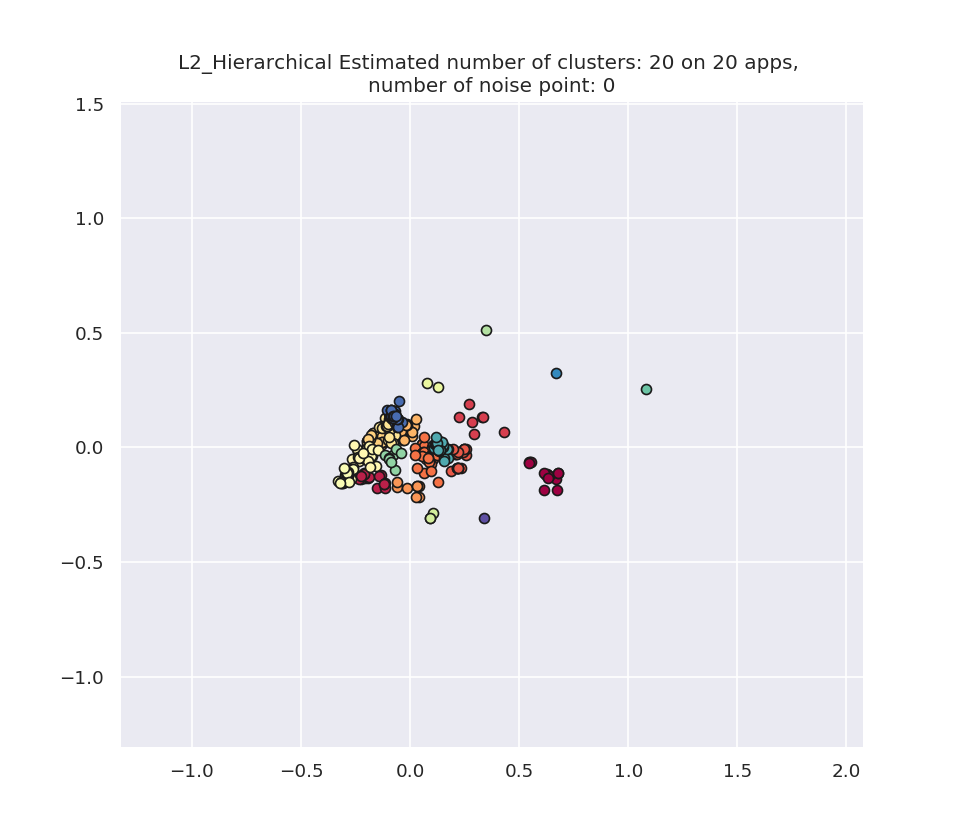 L2_Hierarchical Estimated number of clusters: 20 on 20 apps,
number of noise point: 0
1.5
1.0
0.5
0.0
−0.5
−1.0
−1.0 −0.5 0.0 0.5 1.0 1.5 2.0